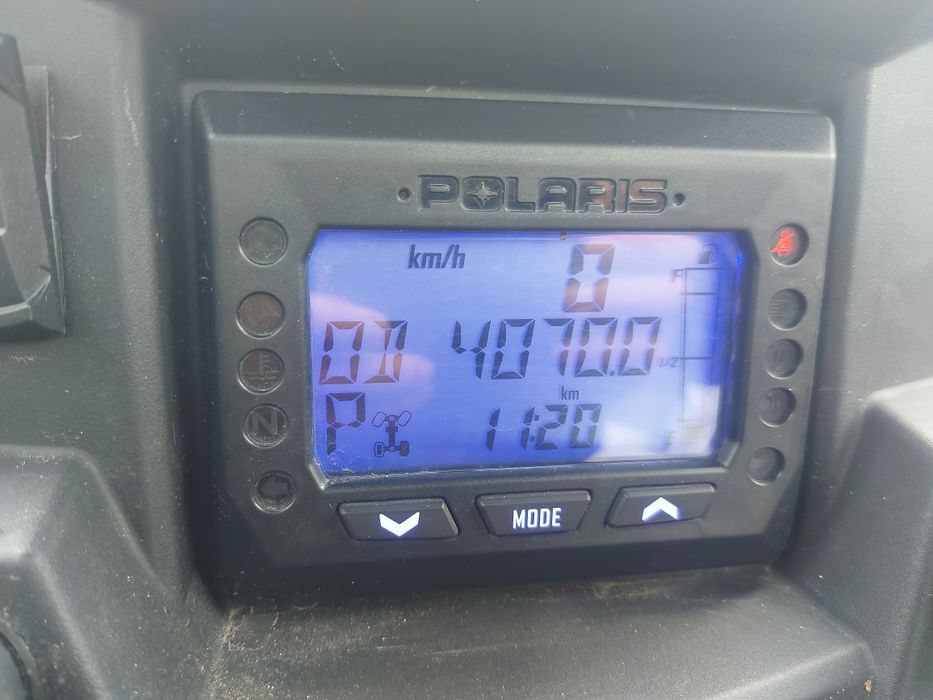 POLARIS
km/h 0 F
OD 4070.0 1/2
km
P 11:20 E
N
MODE